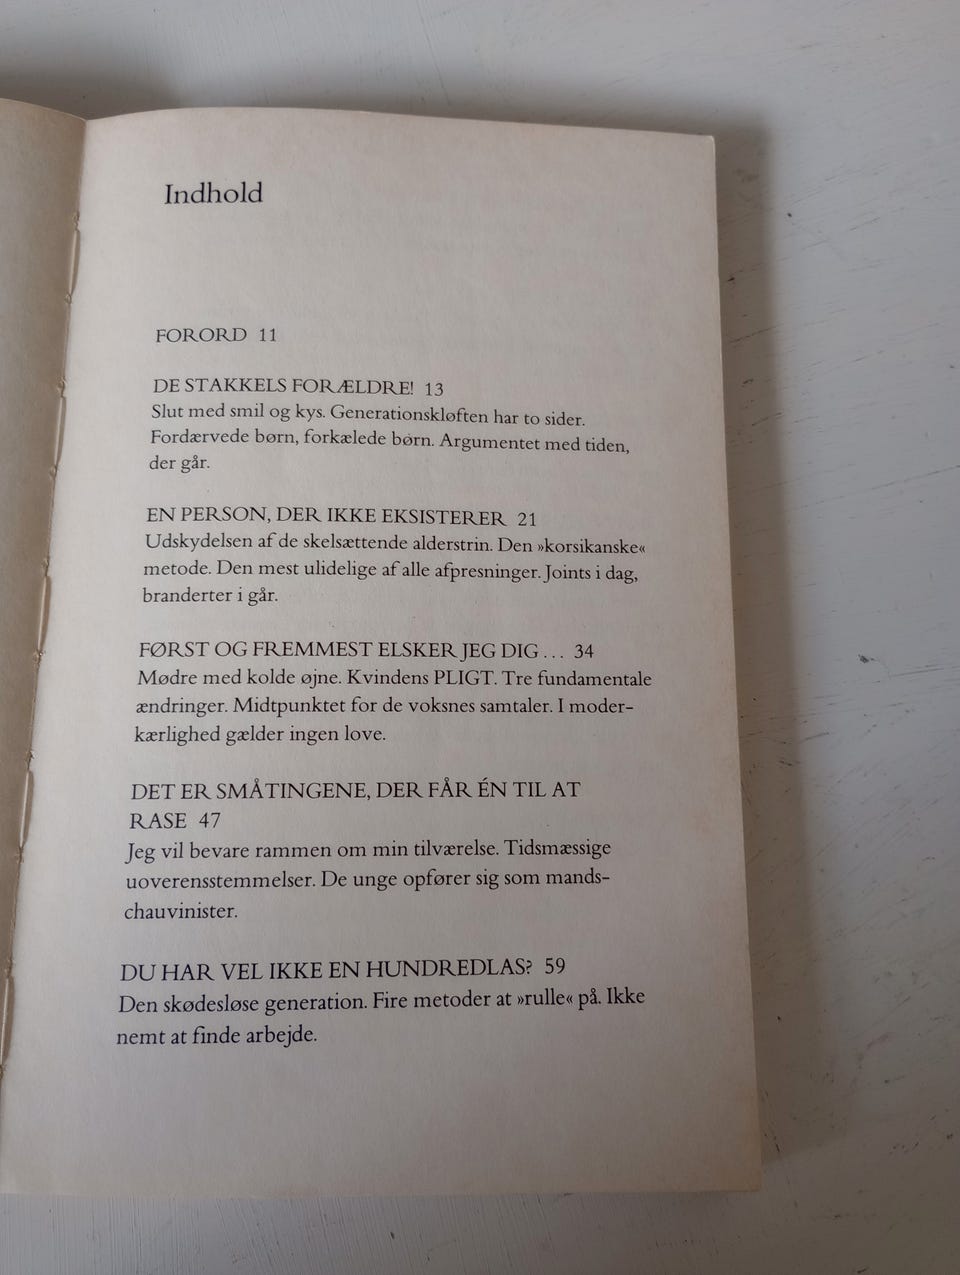 Indhold
FORORD 11
DE STAKKELS FORÆLDRE! 13
Slut med smil og kys. Generationskløften har to sider.
Fordærvede børn, forkælede børn. Argumentet med tiden,
der går.
EN PERSON, DER IKKE EKSISTERER 21
Udskydelsen af de skelsættende alderstrin. Den »korsikanske«
metode. Den mest ulidelige af alle afpresninger. Joints i dag,
branderter i går.
FØRST OG FREMMEST ELSKER JEG DIG... 34
Mødre med kolde øjne. Kvindens PLIGT. Tre fundamentale
ændringer. Midtpunktet for de voksnes samtaler. I moder-
kærlighed gælder ingen love.
DET ER SMÅTINGENE, DER FÅR ÉN TIL AT
RASE 47
Jeg vil bevare rammen om min tilværelse. Tidsmæssige
uoverensstemmelser. De unge opfører sig som mands-
chauvinister.
DU HAR VEL IKKE EN HUNDREDLAS? 59
Den skødesløse generation. Fire metoder at »rulle« på. Ikke
nemt at finde arbejde.